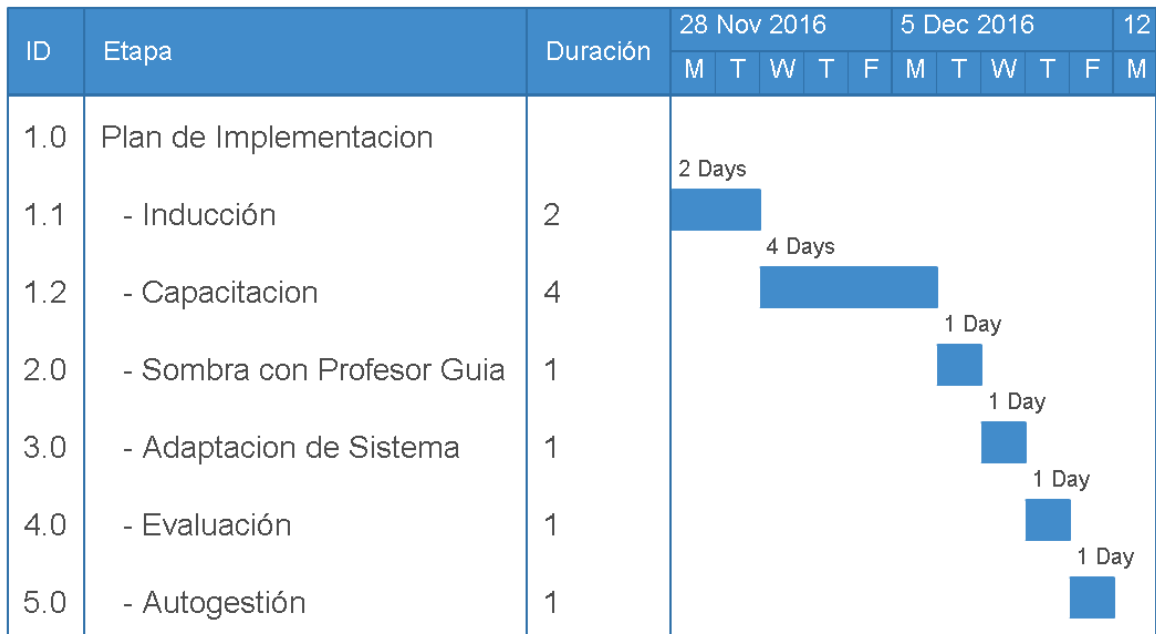 ID Etapa Duración 28 Nov 2016 5 Dec 2016 12
M T W T F M T W T F M
1.0 Plan de Implementacion
2 Days
1.1 - Inducción 2
4 Days
1.2 - Capacitacion 4
1 Day
2.0 - Sombra con Profesor Guia 1
1 Day
3.0 - Adaptacion de Sistema 1
1 Day
4.0 - Evaluación 1
1 Day
5.0 - Autogestión 1